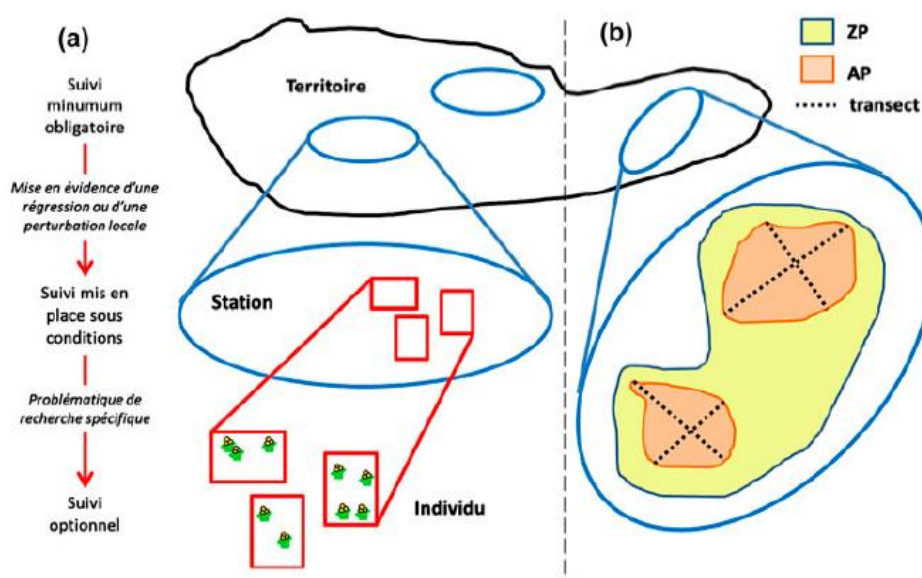 (a)
Suivi
minumum
obligatoire
Mise en évidence d'une
régression ou d'une
perturbation locale
Suivi mis en
place sous
conditions
Problématique de
recherche spécifique
Suivi
optionnel
Territoire
Station
Individu
(b)
ZP
AP
transect